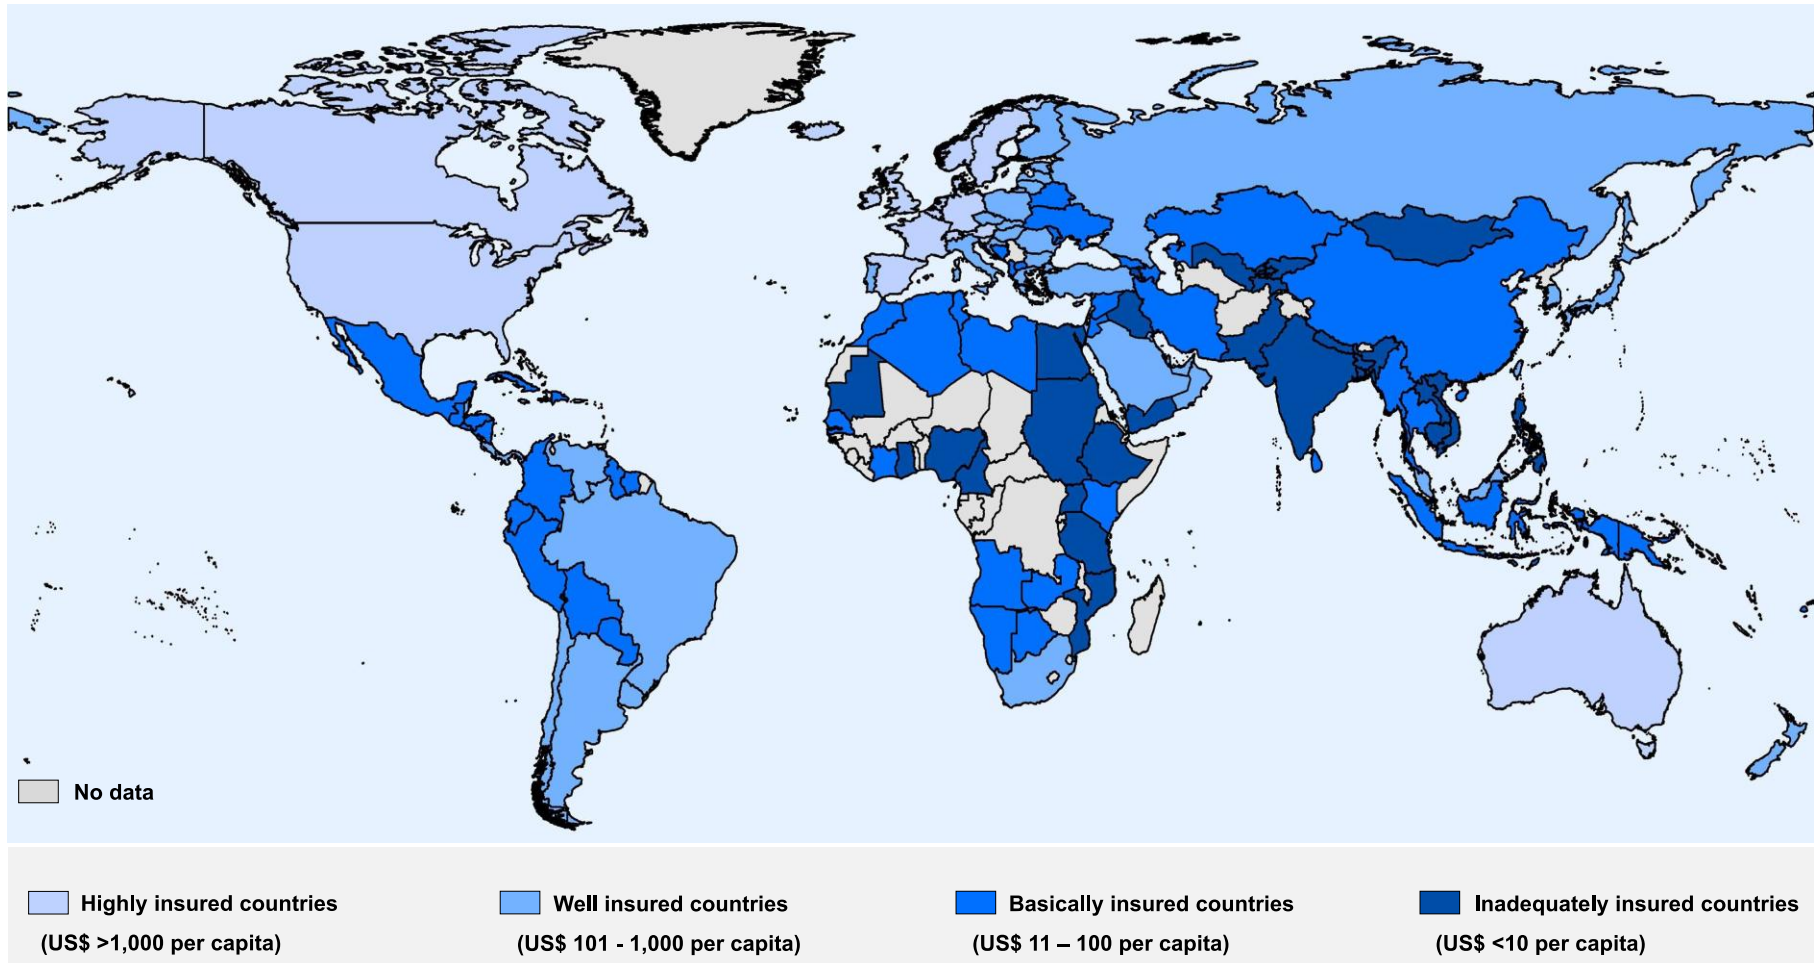 No data
Highly insured countries
(US$ >1,000 per capita)
Well insured countries
(US$ 101 - 1,000 per capita)
Basically insured countries
(US$ 11 – 100 per capita)
Inadequately insured countries
(US$ <10 per capita)